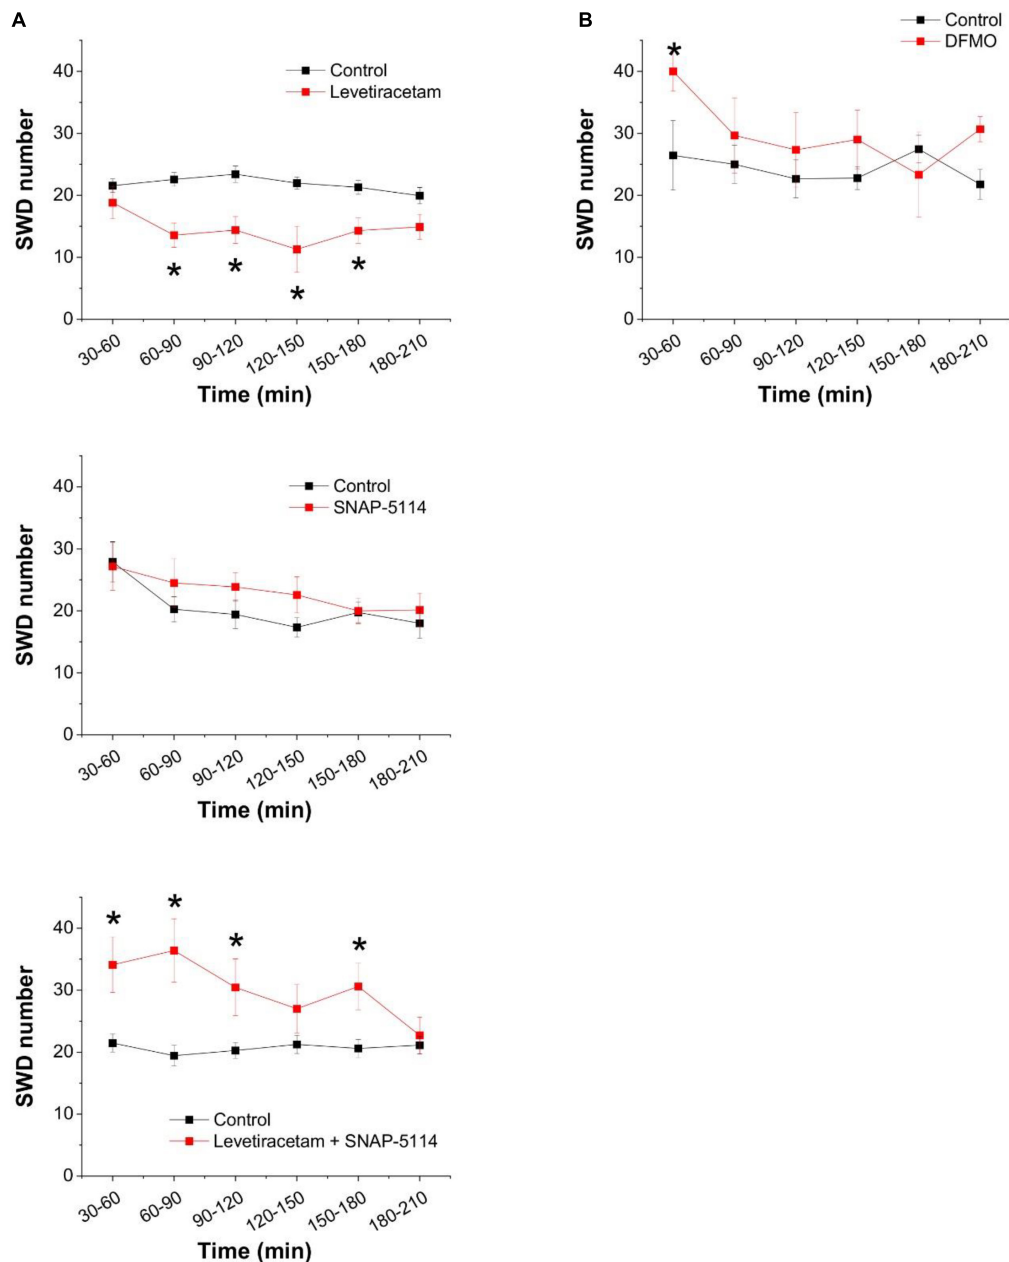 A
Control
Levetiracetam
SWD number
40
30
20
10
0
30-60
60-90
90-120
120-150
150-180
180-210
Time (min)
B
Control
DFMO
*
SWD number
40
30
20
10
0
30-60
60-90
90-120
120-150
150-180
180-210
Time (min)
* * * *
Control
SNAP-5114
SWD number
40
30
20
10
0
30-60
60-90
90-120
120-150
150-180
180-210
Time (min)
* * * *
SWD number
40
30
20
10
0
Control
Levetiracetam + SNAP-5114
30-60
60-90
90-120
120-150
150-180
180-210
Time (min)